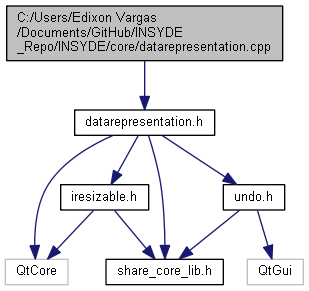 C:/Users/Edixon Vargas
/Documents/GitHub/INSYDE
_Repo/INSYDE/core/datarepresentation.cpp
datarepresentation.h
iresizable.h
undo.h
QtCore
share_core_lib.h
QtGui